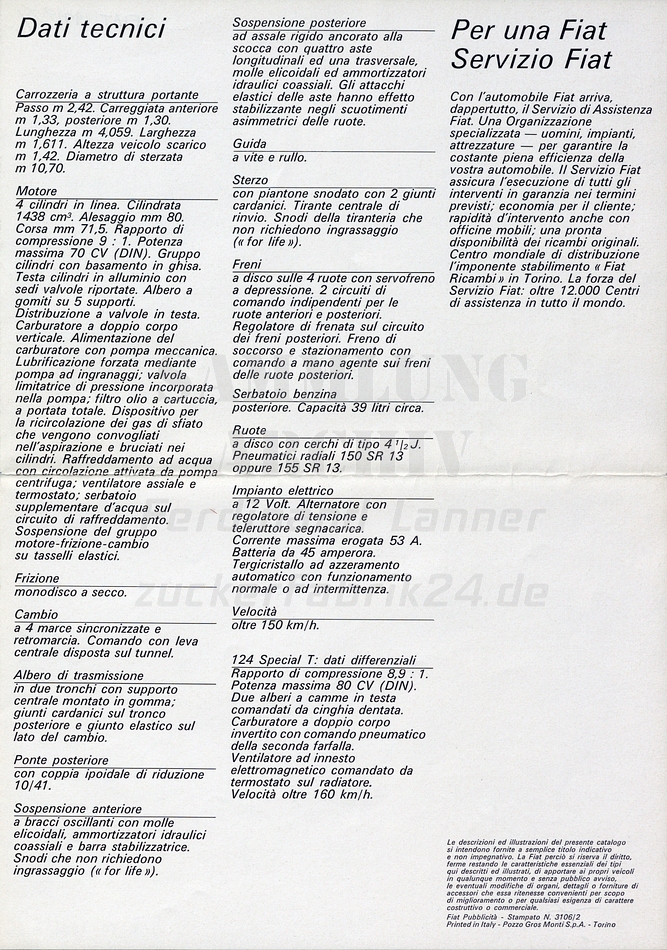 Dati tecnici
Carrozzeria a struttura portante
Passo m 2,42. Carreggiata anteriore
m 1,33, posteriore m 1,30.
Lunghezza m 4,059. Larghezza
m 1,611. Altezza veicolo scarico
m 1,42. Diametro di sterzata
m 10,70.
Motore
4 cilindri in linea. Cilindrata
1438 cm³. Alesaggio mm 80.
Corsa mm 71,5. Rapporto di
compressione 9 : 1. Potenza
massima 70 CV (DIN). Gruppo
cilindri con basamento in ghisa.
Testa cilindri in alluminio con
sedi valvole riportate. Albero a
gomiti su 5 supporti.
Distribuzione a valvole in testa.
Carburatore a doppio corpo
verticale. Alimentazione del
carburatore con pompa meccanica.
Lubrificazione forzata mediante
pompa ad ingranaggi; valvola
limitatrice di pressione incorporata
nella pompa; filtro olio a cartuccia,
a portata totale. Dispositivo per
la ricircolazione dei gas di sfiato
che vengono convogliati
nell'aspirazione e bruciati nei
cilindri. Raffreddamento ad acqua
con circolazione attivata da pompa
centrifuga; ventilatore assiale e
termostato; serbatoio
supplementare d'acqua sul
circuito di raffreddamento.
Sospensione del gruppo
motore-frizione-cambio
su tasselli elastici.
Frizione
monodisco a secco.
Cambio
a 4 marce sincronizzate e
retromarcia. Comando con leva
centrale disposta sul tunnel.
Albero di trasmissione
in due tronchi con supporto
centrale montato in gomma;
giunti cardanici sul tronco
posteriore e giunto elastico sul
lato del cambio.
Ponte posteriore
con coppia ipoidale di riduzione
10/41.
Sospensione anteriore
a bracci oscillanti con molle
elicoidali, ammortizzatori idraulici
coassiali e barra stabilizzatrice.
Snodi che non richiedono
ingrassaggio (« for life »).
Sospensione posteriore
ad assale rigido ancorato alla
scocca con quattro aste
longitudinali ed una trasversale,
molle elicoidali ed ammortizzatori
idraulici coassiali. Gli attacchi
elastici delle aste hanno effetto
stabilizzante negli scuotimenti
asimmetrici delle ruote.
Guida
a vite e rullo.
Sterzo
con piantone snodato con 2 giunti
cardanici. Tirante centrale di
rinvio. Snodi della tiranteria che
non richiedono ingrassaggio
(« for life »).
Freni
a disco sulle 4 ruote con servofreno
a depressione. 2 circuiti di
comando indipendenti per le
ruote anteriori e posteriori.
Regolatore di frenata sul circuito
dei freni posteriori. Freno di
soccorso e stazionamento con
comando a mano agente sui freni
delle ruote posteriori.
Serbatoio benzina
posteriore. Capacità 39 litri circa.
Ruote
a disco con cerchi di tipo 4 ¹/₂ J.
Pneumatici radiali 150 SR 13
oppure 155 SR 13.
Impianto elettrico
a 12 Volt. Alternatore con
regolatore di tensione e
teleruttore segnacarica.
Corrente massima erogata 53 A.
Batteria da 45 amperora.
Tergicristallo ad azzeramento
automatico con funzionamento
normale o ad intermittenza.
Velocità
oltre 150 km/h.
124 Special T: dati differenziali
Rapporto di compressione 8,9 : 1.
Potenza massima 80 CV (DIN).
Due alberi a camme in testa
comandati da cinghia dentata.
Carburatore a doppio corpo
invertito con comando pneumatico
della seconda farfalla.
Ventilatore ad innesto
elettromagnetico comandato da
termostato sul radiatore.
Velocità oltre 160 km/h.
Per una Fiat
Servizio Fiat
Con l'automobile Fiat arriva,
dappertutto, il Servizio di Assistenza
Fiat. Una Organizzazione
specializzata — uomini, impianti,
attrezzature — per garantire la
costante piena efficienza della
vostra automobile. Il Servizio Fiat
assicura l'esecuzione di tutti gli
interventi in garanzia nei termini
previsti; economia per il cliente;
rapidità d'intervento anche con
officine mobili; una pronta
disponibilità dei ricambi originali.
Centro mondiale di distribuzione
l'imponente stabilimento « Fiat
Ricambi » in Torino. La forza del
Servizio Fiat: oltre 12.000 Centri
di assistenza in tutto il mondo.
Le descrizioni ed illustrazioni del presente catalogo
si intendono fornite a semplice titolo indicativo
e non impegnativo. La Fiat perciò si riserva il diritto,
ferme restando le caratteristiche essenziali dei tipi
qui descritti ed illustrati, di apportare ai propri veicoli
in qualunque momento e senza pubblico avviso,
le eventuali modifiche di organi, dettagli o forniture di
accessori che essa ritenesse convenienti per scopo
di miglioramento o per qualsiasi esigenza di carattere
costruttivo o commerciale.
Fiat Pubblicità - Stampato N. 3106/2
Printed in Italy - Pozzo Gros Monti S.p.A. - Torino
Lanner
zuckerfabrik24.de